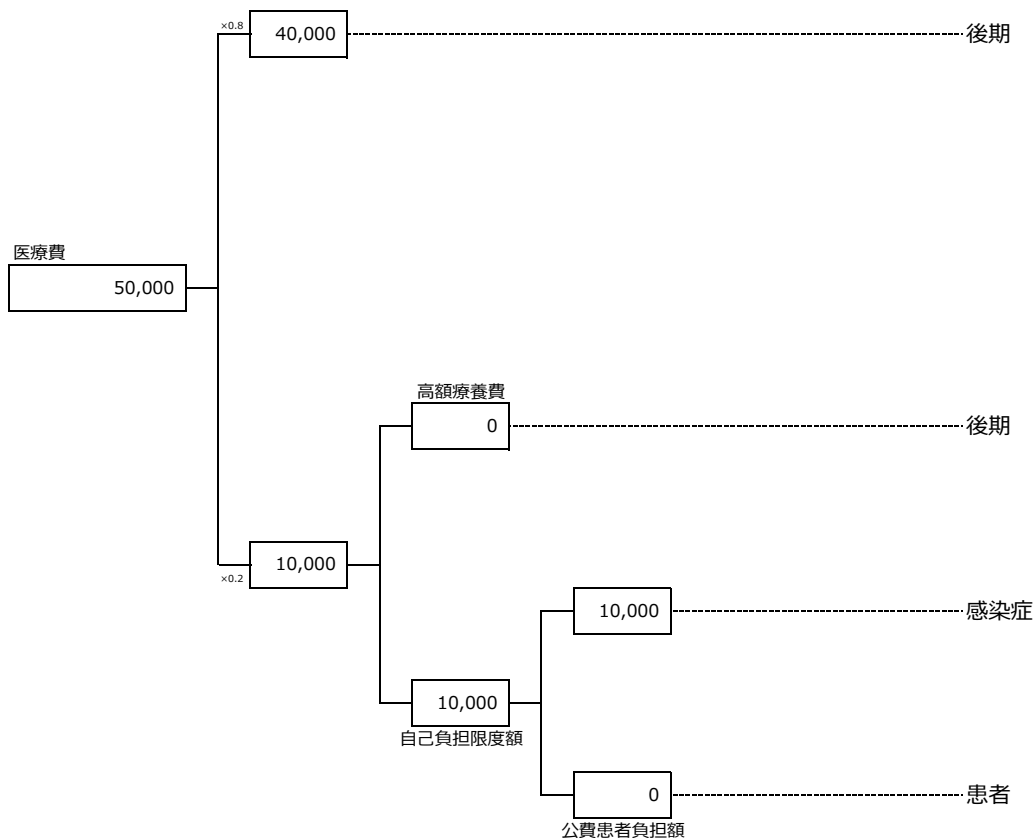 ×0.8
40,000
後期
医療費
50,000
高額療養費
0
後期
×0.2
10,000
10,000
感染症
10,000
自己負担限度額
0
患者
公費患者負担額